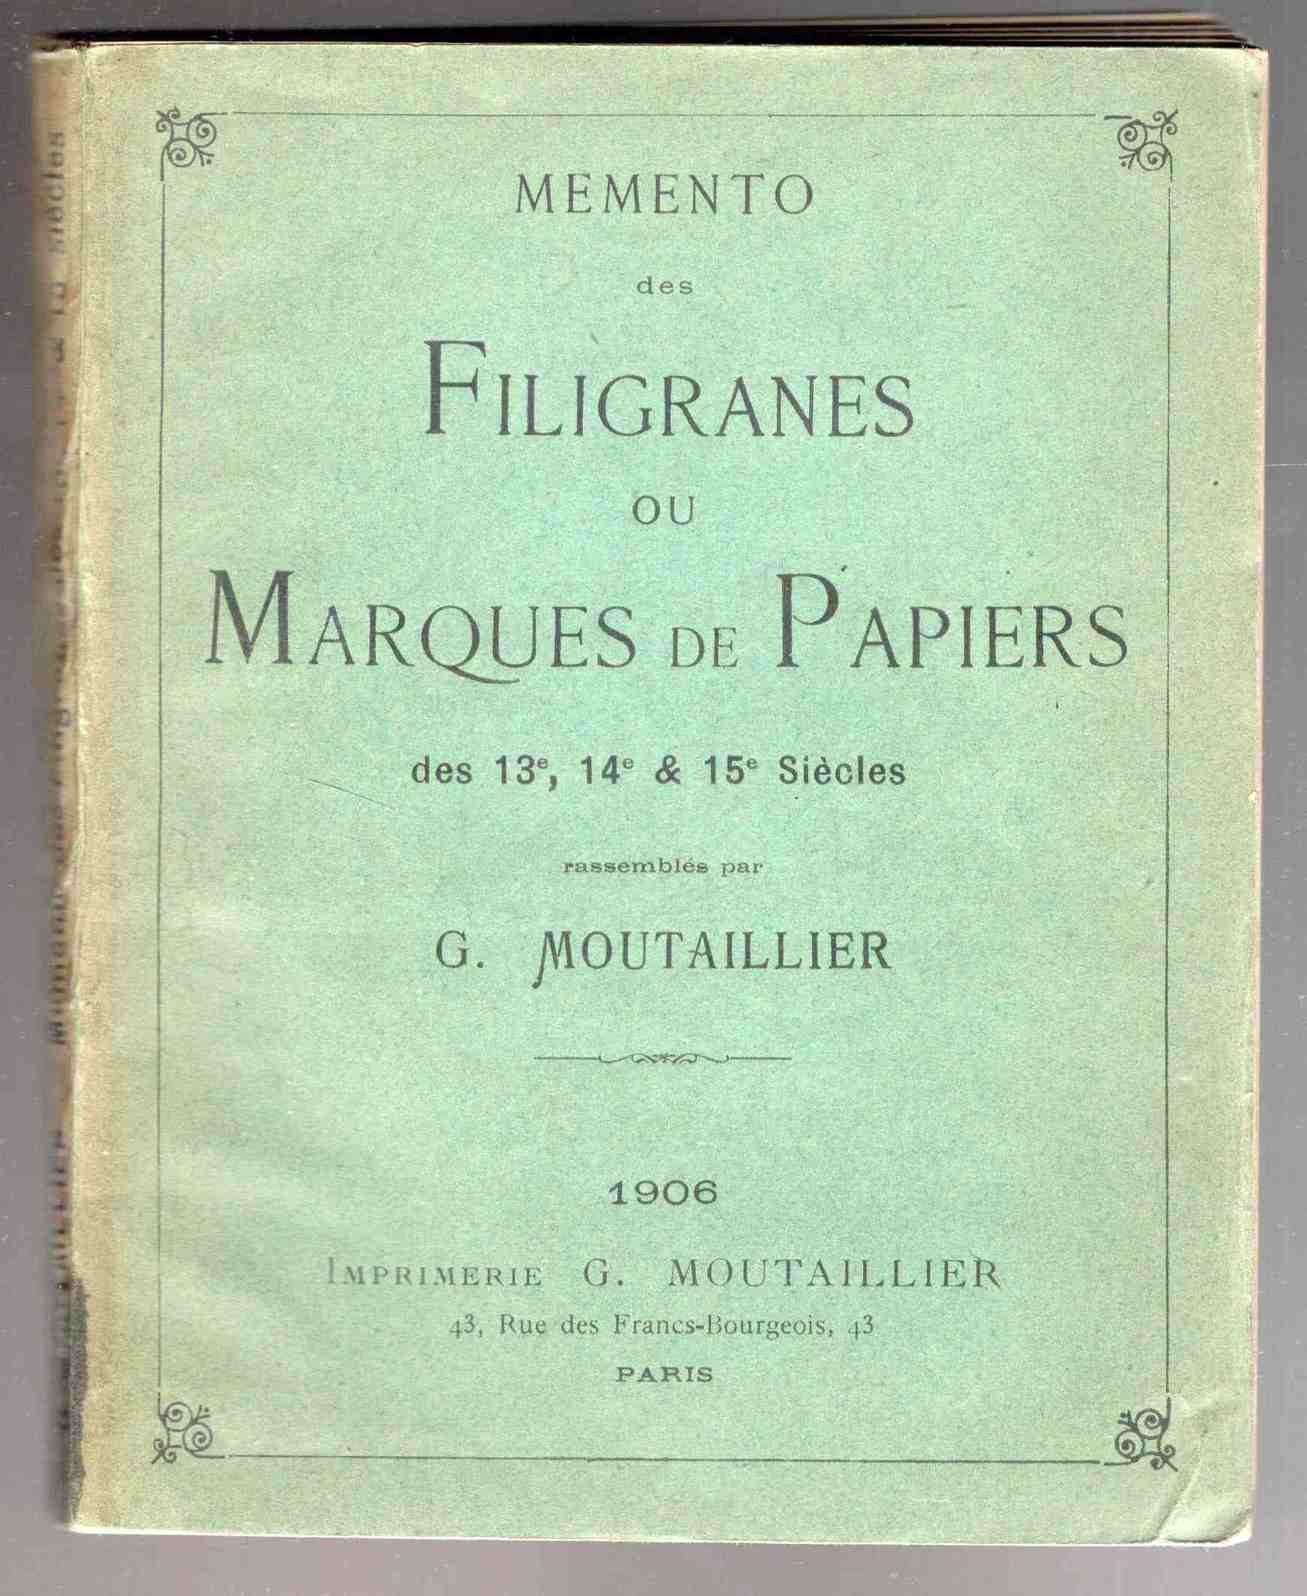 MEMENTO
des
FILIGRANES
OU
MARQUES DE PAPIERS
des 13e, 14e & 15e Siècles
rassemblés par
G. MOUTAILLIER
1906
IMPRIMERIE G. MOUTAILLIER
43, Rue des Francs-Bourgeois, 43
PARIS